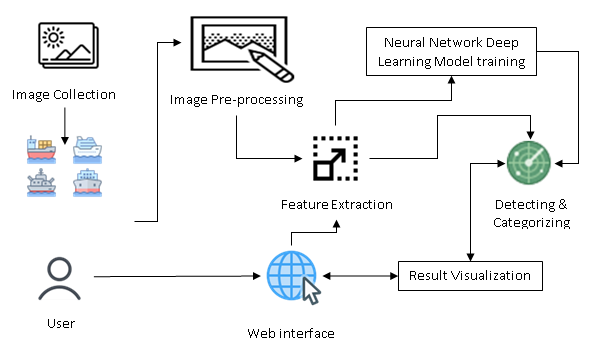 Neural Network Deep
Learning Model training
Image Collection
Image Pre-processing
Feature Extraction
Detecting &
Categorizing
Result Visualization
User
Web interface